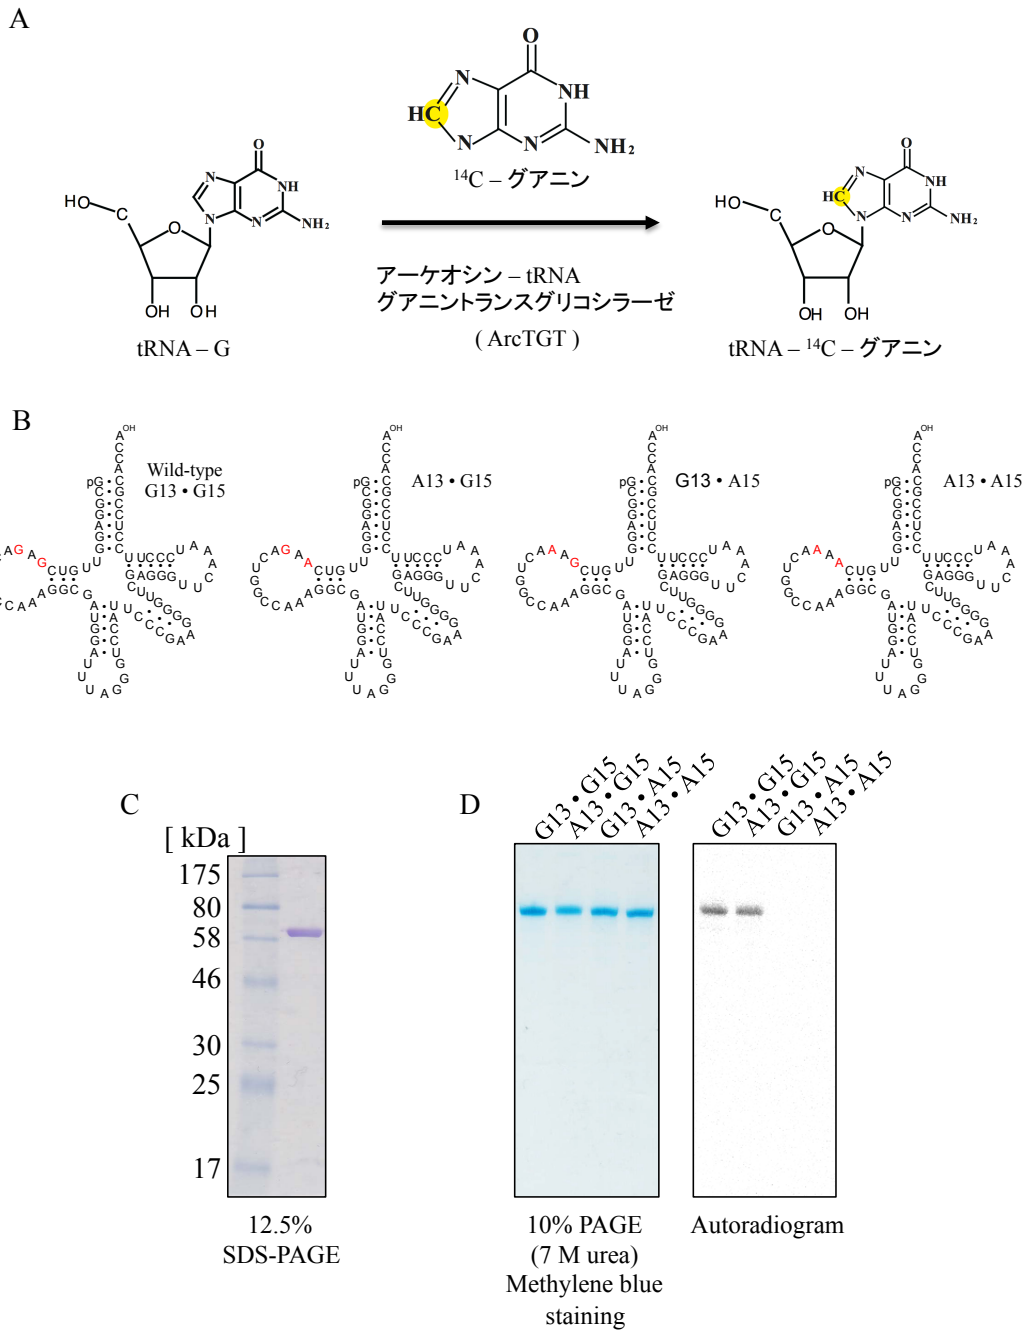 A
O
N
NH
HC
N
N
NH₂
¹⁴C – グアニン
O
N
NH
N
N
NH₂
HO
C
O
OH OH
tRNA – G
アーケオシン – tRNA
グアニントランスグリコシラーゼ
( ArcTGT )
O
N
NH
HC
N
N
NH₂
HO
C
O
OH OH
tRNA – ¹⁴C – グアニン
B
Wild-type
G13 • G15
A13 • G15
G13 • A15
A13 • A15
C
[ kDa ]
175
80
58
46
30
25
17
12.5%
SDS-PAGE
D
G13 • G15
A13 • G15
G13 • A15
A13 • A15
10% PAGE
(7 M urea)
Methylene blue
staining
G13 • G15
A13 • G15
G13 • A15
A13 • A15
Autoradiogram